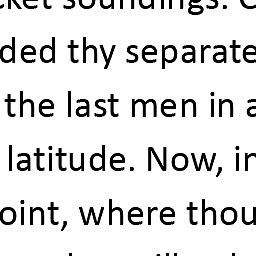 cket soundings. C
ded thy separate
the last men in a
latitude. Now, in
oint, where thou